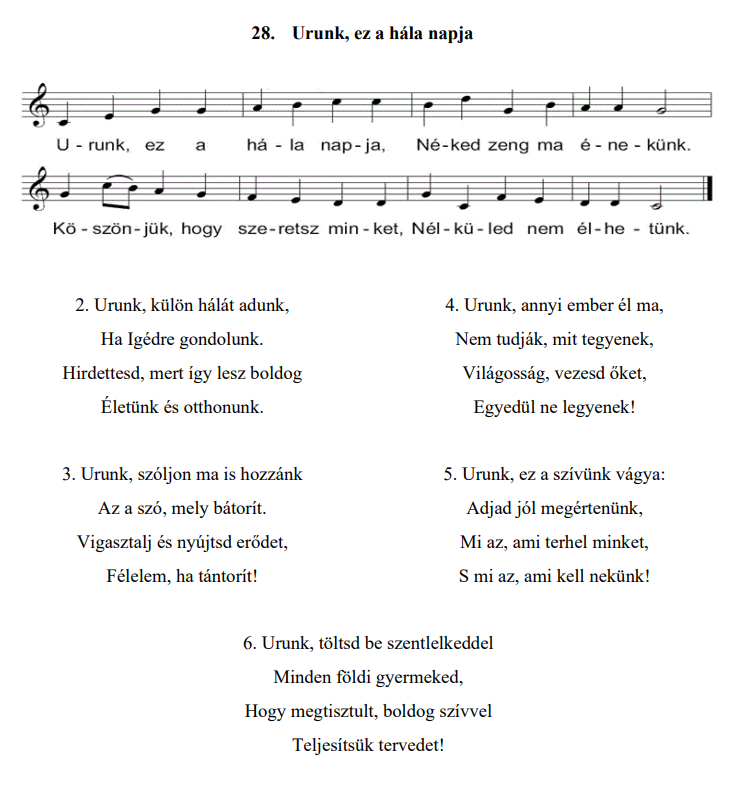 28. Urunk, ez a hála napja
U - runk, ez a há - la nap - ja, Né - ked zeng ma é - ne - künk.
Kö - szön - jük, hogy sze - retsz min - ket, Nél - kü - led nem él - he - tünk.
2. Urunk, külön hálát adunk,
Ha Igédre gondolunk.
Hirdettesd, mert így lesz boldog
Életünk és otthonunk.
3. Urunk, szóljon ma is hozzánk
Az a szó, mely bátorít.
Vigasztalj és nyújtsd erődet,
Félelem, ha tántorít!
4. Urunk, annyi ember él ma,
Nem tudják, mit tegyenek,
Világosság, vezesd őket,
Egyedül ne legyenek!
5. Urunk, ez a szívünk vágya:
Adjad jól megértenünk,
Mi az, ami terhel minket,
S mi az, ami kell nekünk!
6. Urunk, töltsd be szentlelkeddel
Minden földi gyermeked,
Hogy megtisztult, boldog szívvel
Teljesítsük tervedet!